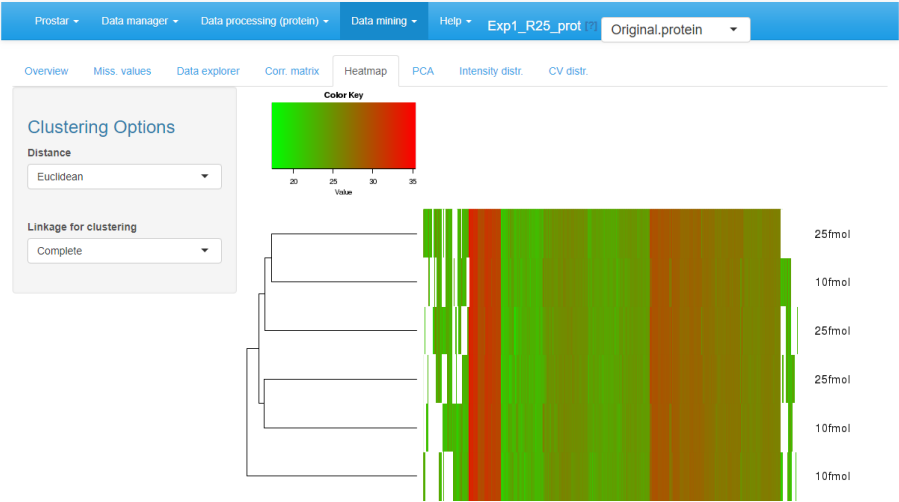 Prostar Data manager Data processing (protein) Data mining Help Exp1_R25_prot [?] Original.protein
Overview Miss. values Data explorer Corr. matrix Heatmap PCA Intensity distr. CV distr.
Color Key
20 25 30 35
Value
Clustering Options
Distance
Euclidean
Linkage for clustering
Complete
25fmol
10fmol
25fmol
25fmol
10fmol
10fmol